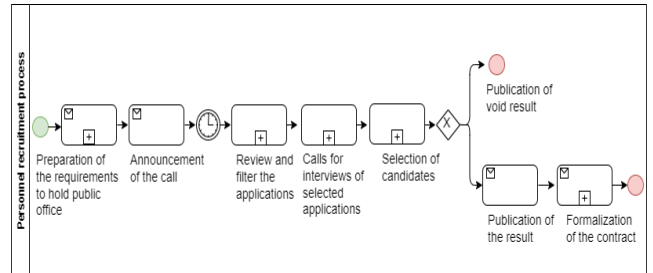 Personnel recruitment process
Preparation of
the requirements
to hold public
office
Announcement
of the call
Review and
filter the
applications
Calls for
interviews of
selected
applications
Selection of
candidates
X
Publication of
void result
Publication of
the result
Formalization
of the contract